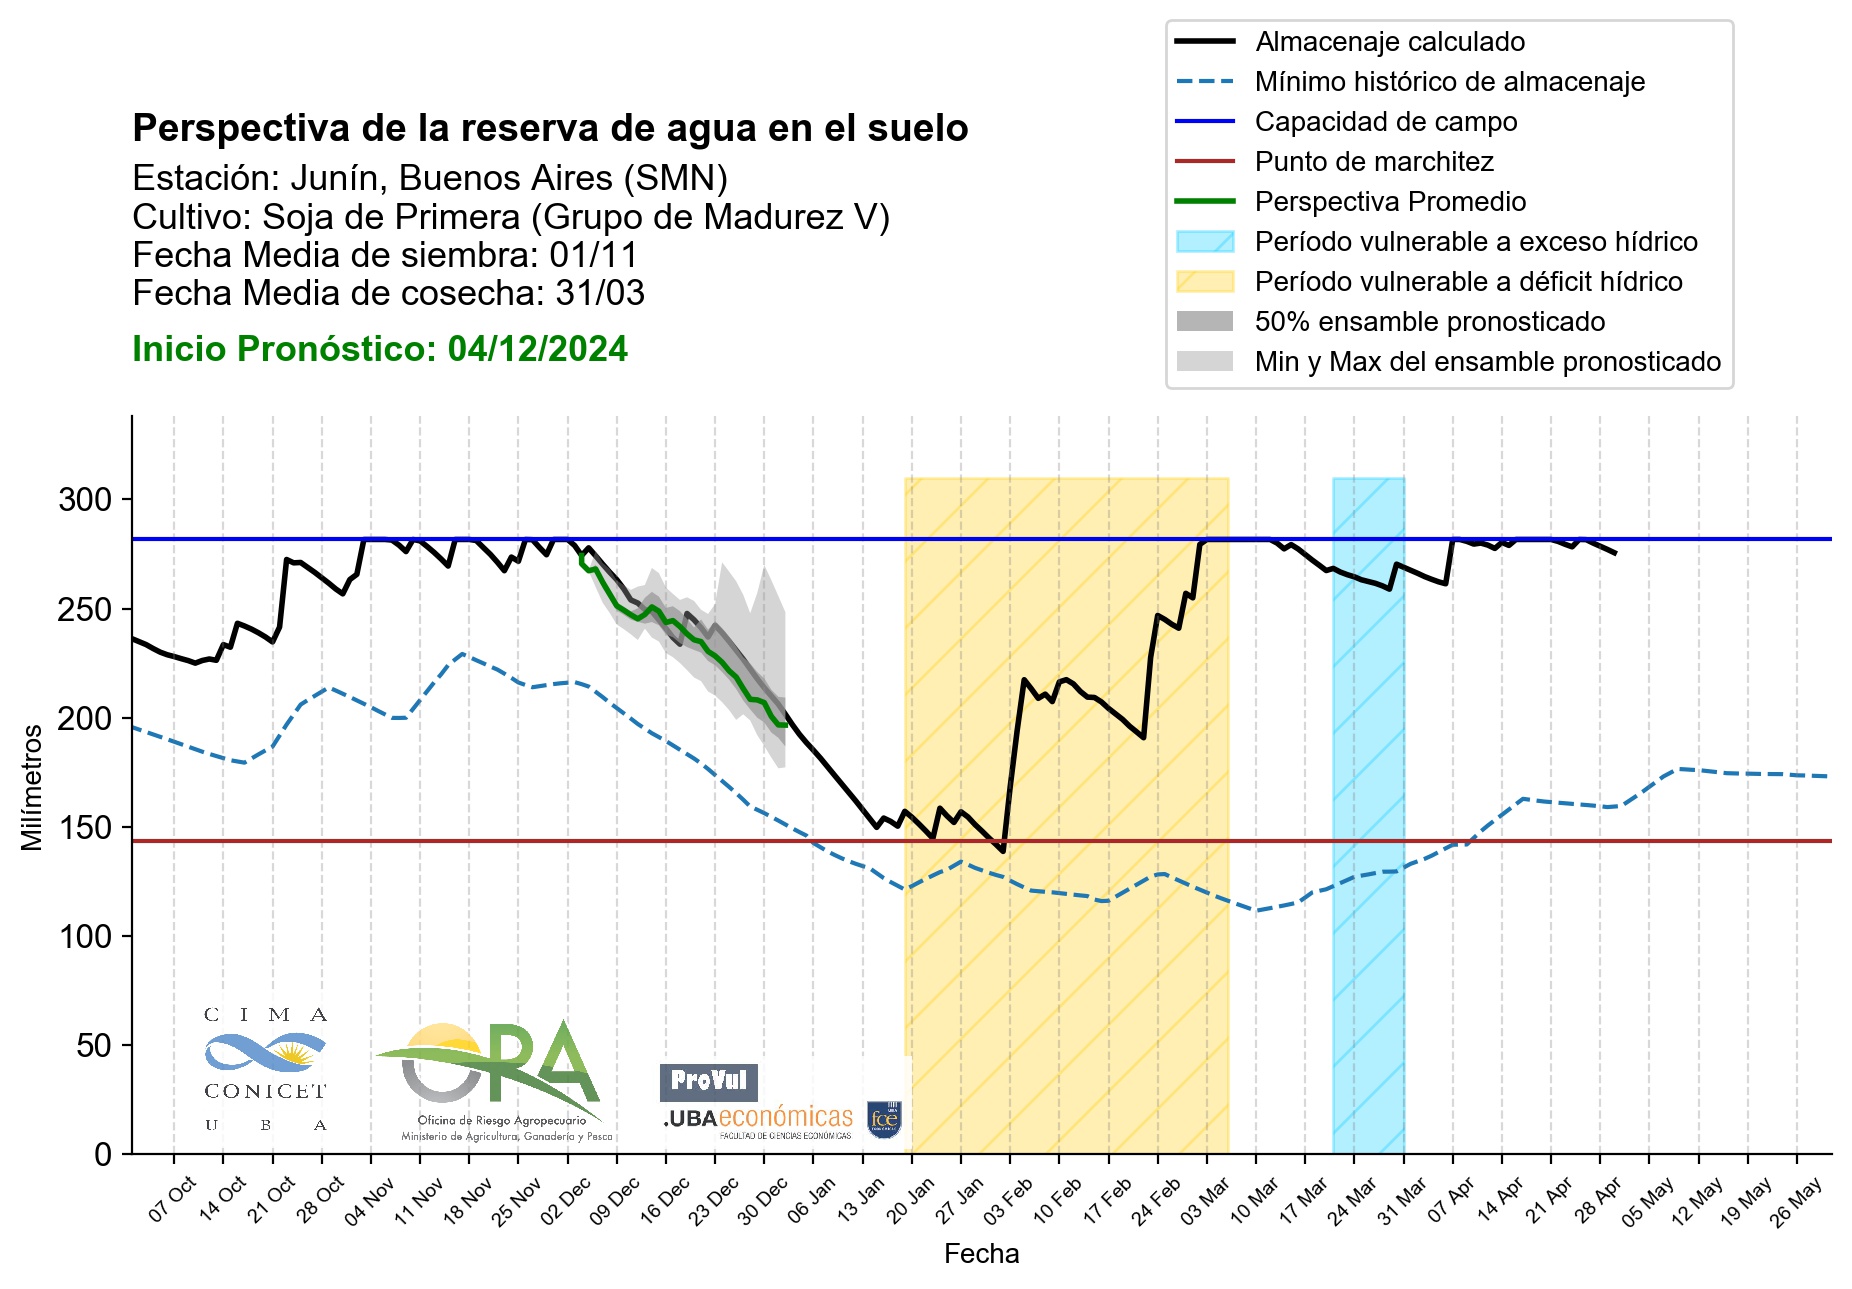 Almacenaje calculado
Mínimo histórico de almacenaje
Capacidad de campo
Punto de marchitez
Perspectiva Promedio
Período vulnerable a exceso hídrico
Período vulnerable a déficit hídrico
50% ensamble pronosticado
Min y Max del ensamble pronosticado
Perspectiva de la reserva de agua en el suelo
Estación: Junín, Buenos Aires (SMN)
Cultivo: Soja de Primera (Grupo de Madurez V)
Fecha Media de siembra: 01/11
Fecha Media de cosecha: 31/03
Inicio Pronóstico: 04/12/2024
Milímetros
300
250
200
150
100
50
0
CIMA
CONICET
UBA
ORA
Oficina de Riesgo Agropecuario
Ministerio de Agricultura, Ganadería y Pesca
ProVul
.UBAeconómicas
FACULTAD DE CIENCIAS ECONÓMICAS
UBA
fce
ECONÓMICAS
07 Oct
14 Oct
21 Oct
28 Oct
04 Nov
11 Nov
18 Nov
25 Nov
02 Dec
09 Dec
16 Dec
23 Dec
30 Dec
06 Jan
13 Jan
20 Jan
27 Jan
03 Feb
10 Feb
17 Feb
24 Feb
03 Mar
10 Mar
17 Mar
24 Mar
31 Mar
07 Apr
14 Apr
21 Apr
28 Apr
05 May
12 May
19 May
26 May
Fecha